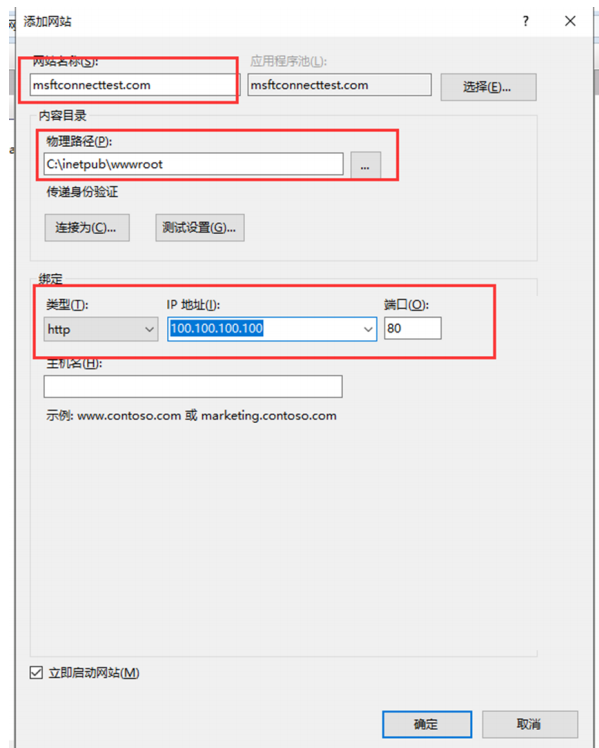 添加网站
?
网站名称(S):
应用程序池(L):
msftconnecttest.com
msftconnecttest.com
选择(E)...
内容目录
物理路径(P):
C:\inetpub\wwwroot
...
传递身份验证
连接为(C)...
测试设置(G)...
绑定
类型(T):
IP 地址(I):
端口(O):
http
100.100.100.100
80
主机名(H):
示例: www.contoso.com 或 marketing.contoso.com
立即启动网站(M)
确定
取消